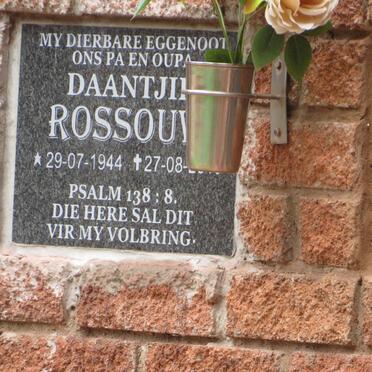 MY DIERBARE EGGENOOT
ONS PA EN OUPA
DAANTJIE
ROSSOUW
★ 29-07-1944 ✝ 27-08-
PSALM 138 : 8.
DIE HERE SAL DIT
VIR MY VOLBRING.